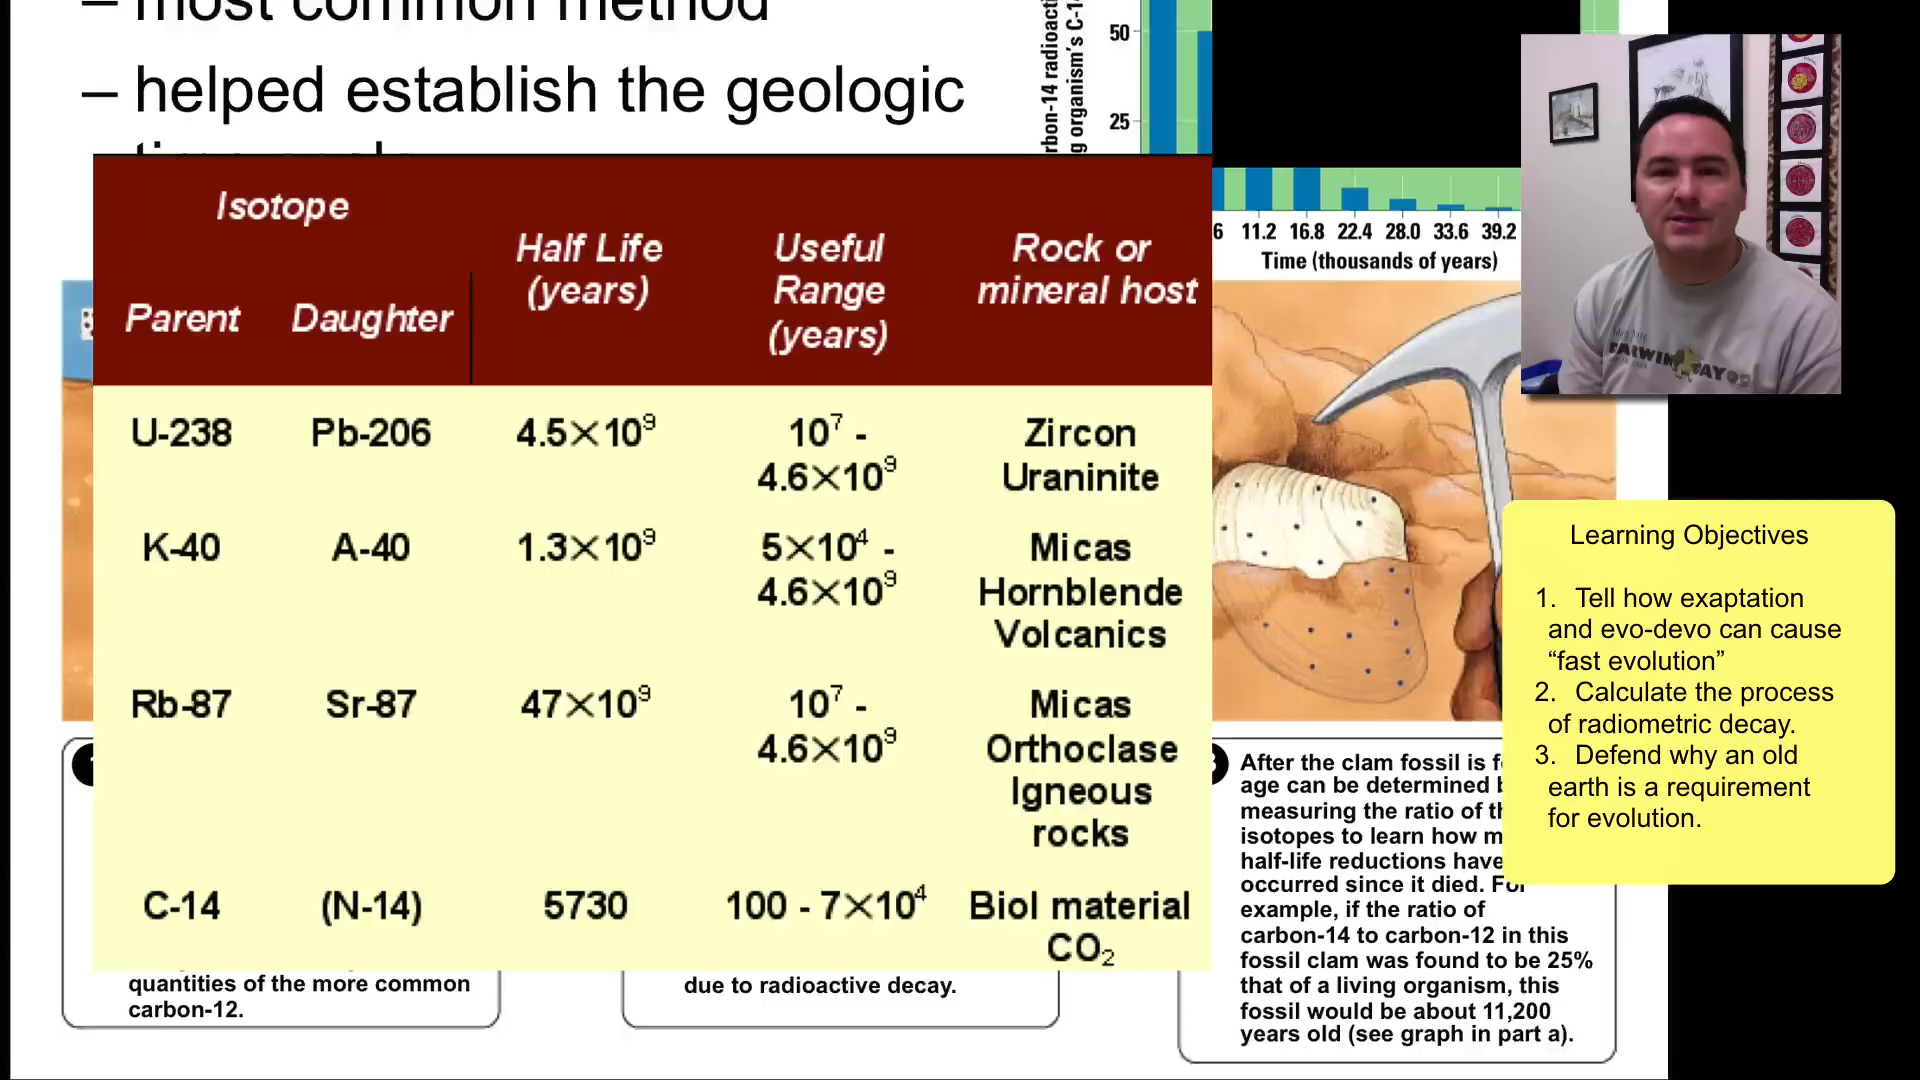 – most common method
– helped establish the geologic
50
25
6 11.2 16.8 22.4 28.0 33.6 39.2
Time (thousands of years)
Isotope
Parent Daughter
Half Life
(years)
Useful
Range
(years)
Rock or
mineral host
U-238 Pb-206 4.5×10⁹ 10⁷ -
4.6×10⁹
Zircon
Uraninite
K-40 A-40 1.3×10⁹ 5×10⁴ -
4.6×10⁹
Micas
Hornblende
Volcanics
Rb-87 Sr-87 47×10⁹ 10⁷ -
4.6×10⁹
Micas
Orthoclase
Igneous
rocks
C-14 (N-14) 5730 100 - 7×10⁴ Biol material
CO₂
Learning Objectives
1. Tell how exaptation
and evo-devo can cause
“fast evolution”
2. Calculate the process
of radiometric decay.
3. Defend why an old
earth is a requirement
for evolution.
quantities of the more common
carbon-12.
due to radioactive decay.
After the clam fossil is
age can be determined
measuring the ratio of
isotopes to learn how
half-life reductions have
occurred since it died. For
example, if the ratio of
carbon-14 to carbon-12 in this
fossil clam was found to be 25%
that of a living organism, this
fossil would be about 11,200
years old (see graph in part a).